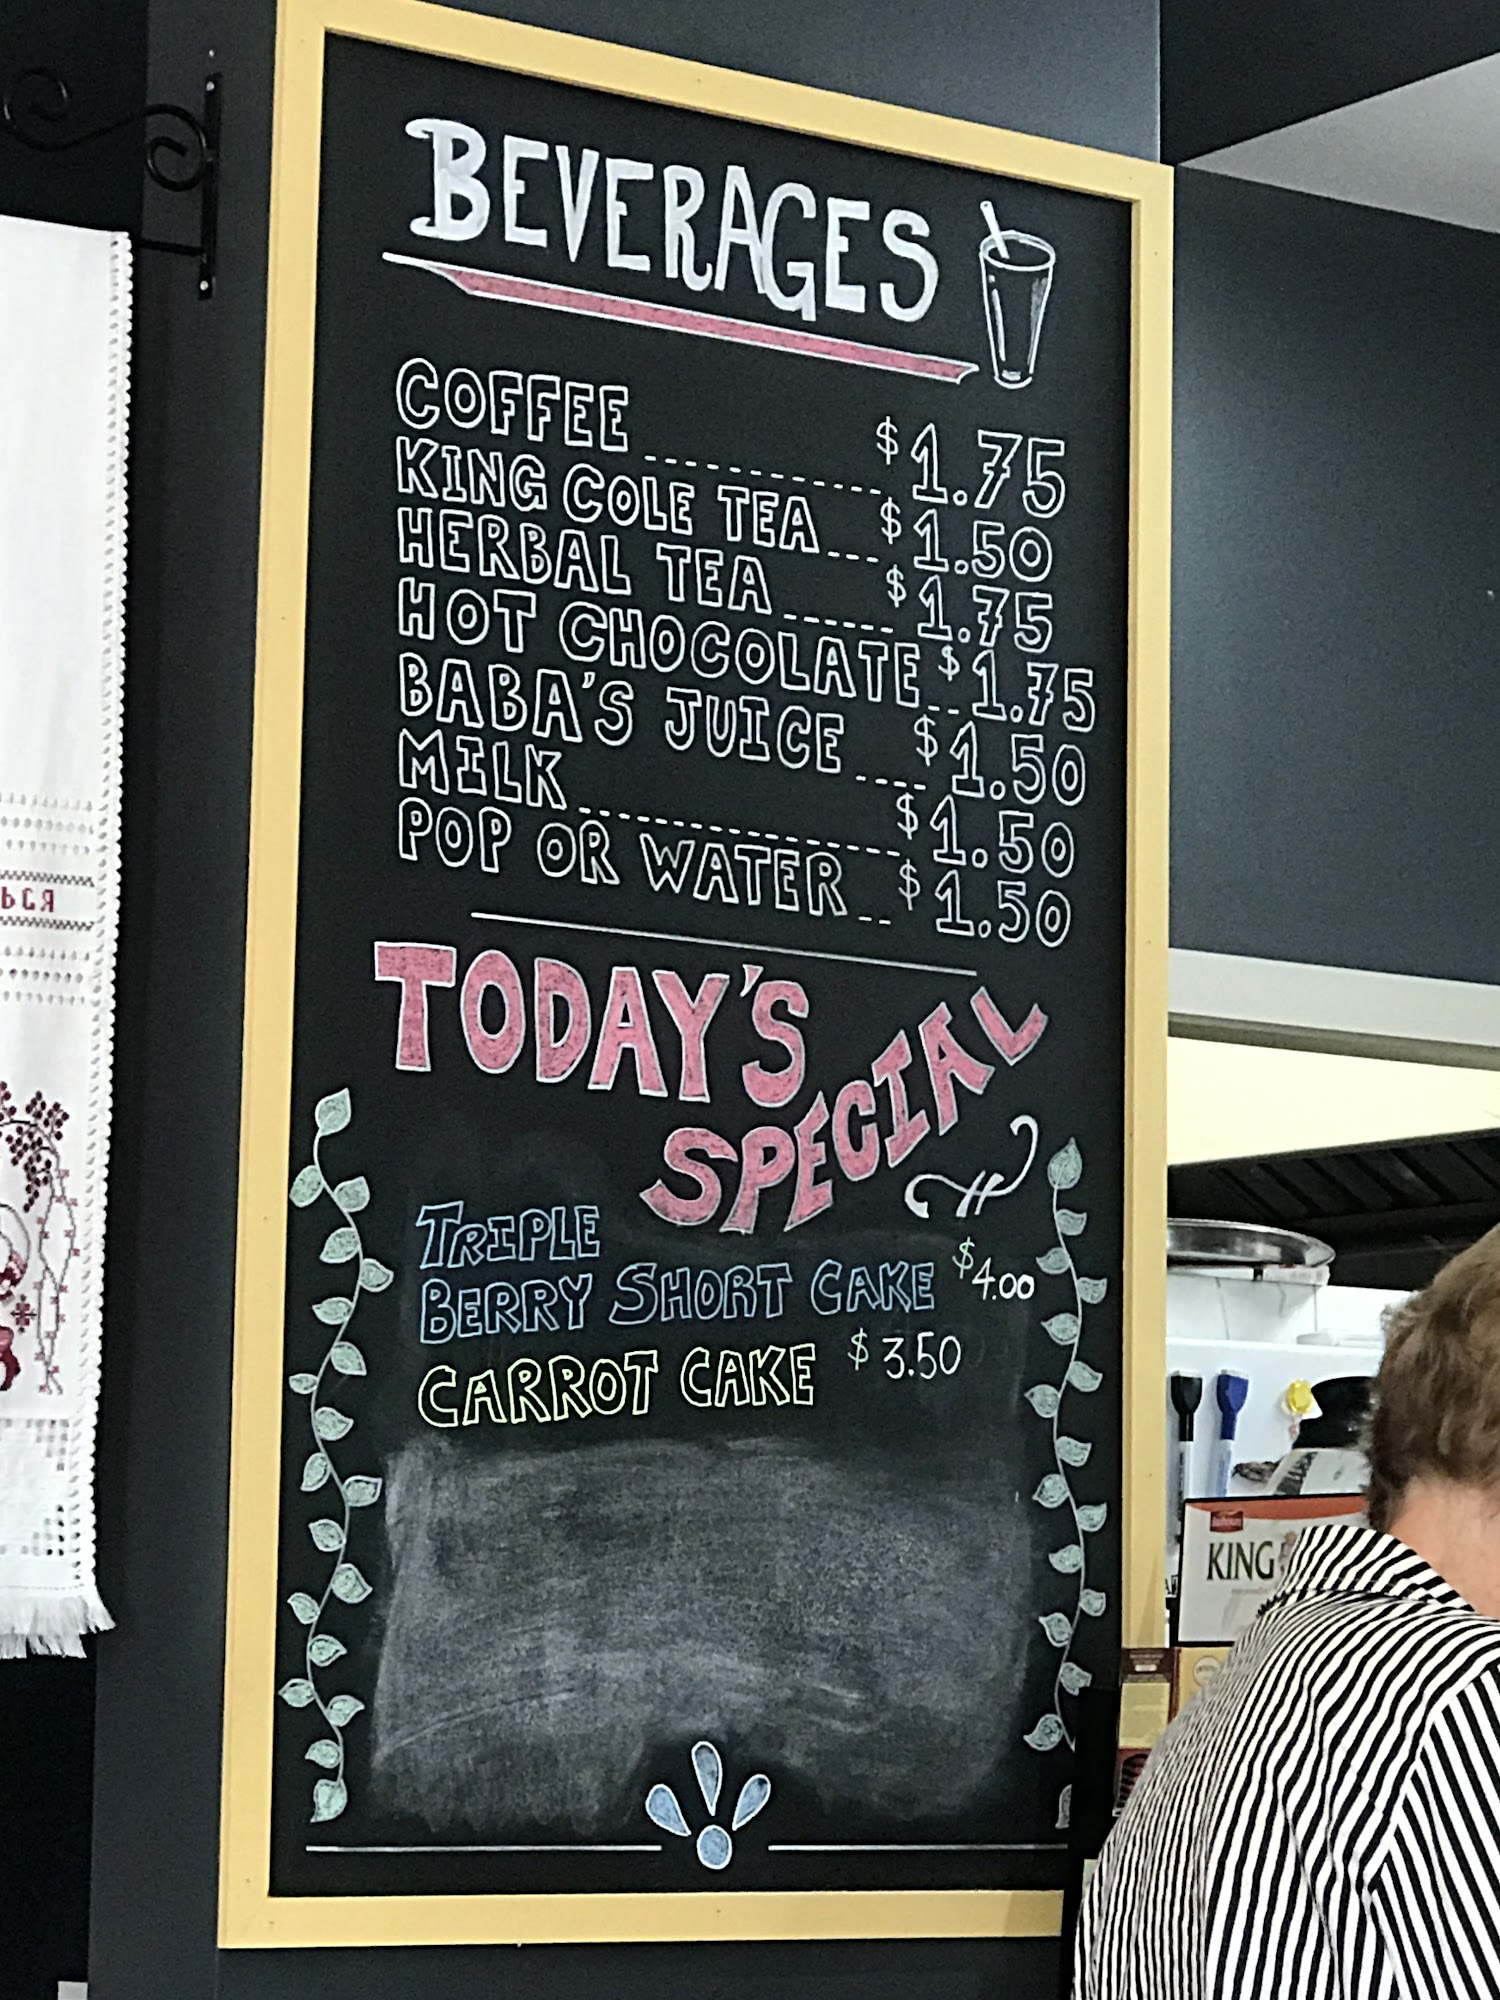 BEVERAGES
COFFEE ------------ $1.75
KING COLE TEA --- $1.50
HERBAL TEA ------ $1.75
HOT CHOCOLATE -- $1.75
BABA'S JUICE ---- $1.50
MILK ----------------- $1.50
POP OR WATER -- $1.50
TODAY'S
SPECIAL
TRIPLE
BERRY SHORT CAKE $4.00
CARROT CAKE $3.50
ЬСЯ
KING